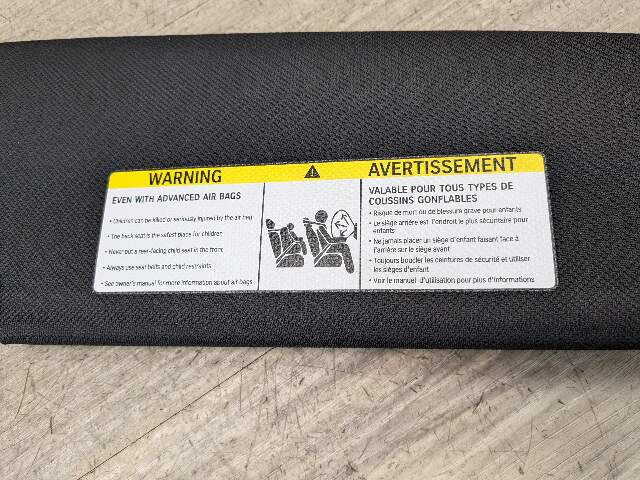 WARNING
EVEN WITH ADVANCED AIR BAGS
• Children can be killed or seriously injured by the air bag
• The back seat is the safest place for children
• Never put a rear-facing child seat in the front
• Always use seat belts and child restraints
• See owner's manual for more information about air bags
AVERTISSEMENT
VALABLE POUR TOUS TYPES DE
COUSSINS GONFLABLES
• Risque de mort ou de blessure grave pour enfants
• Le siège arrière est l'endroit le plus sécuritaire pour
enfants
• Ne jamais placer un siège d'enfant faisant face à
l'arrière sur le siège avant
• Toujours boucler les ceintures de sécurité et utiliser
les sièges d'enfant
• Voir le manuel d'utilisation pour plus d'informations